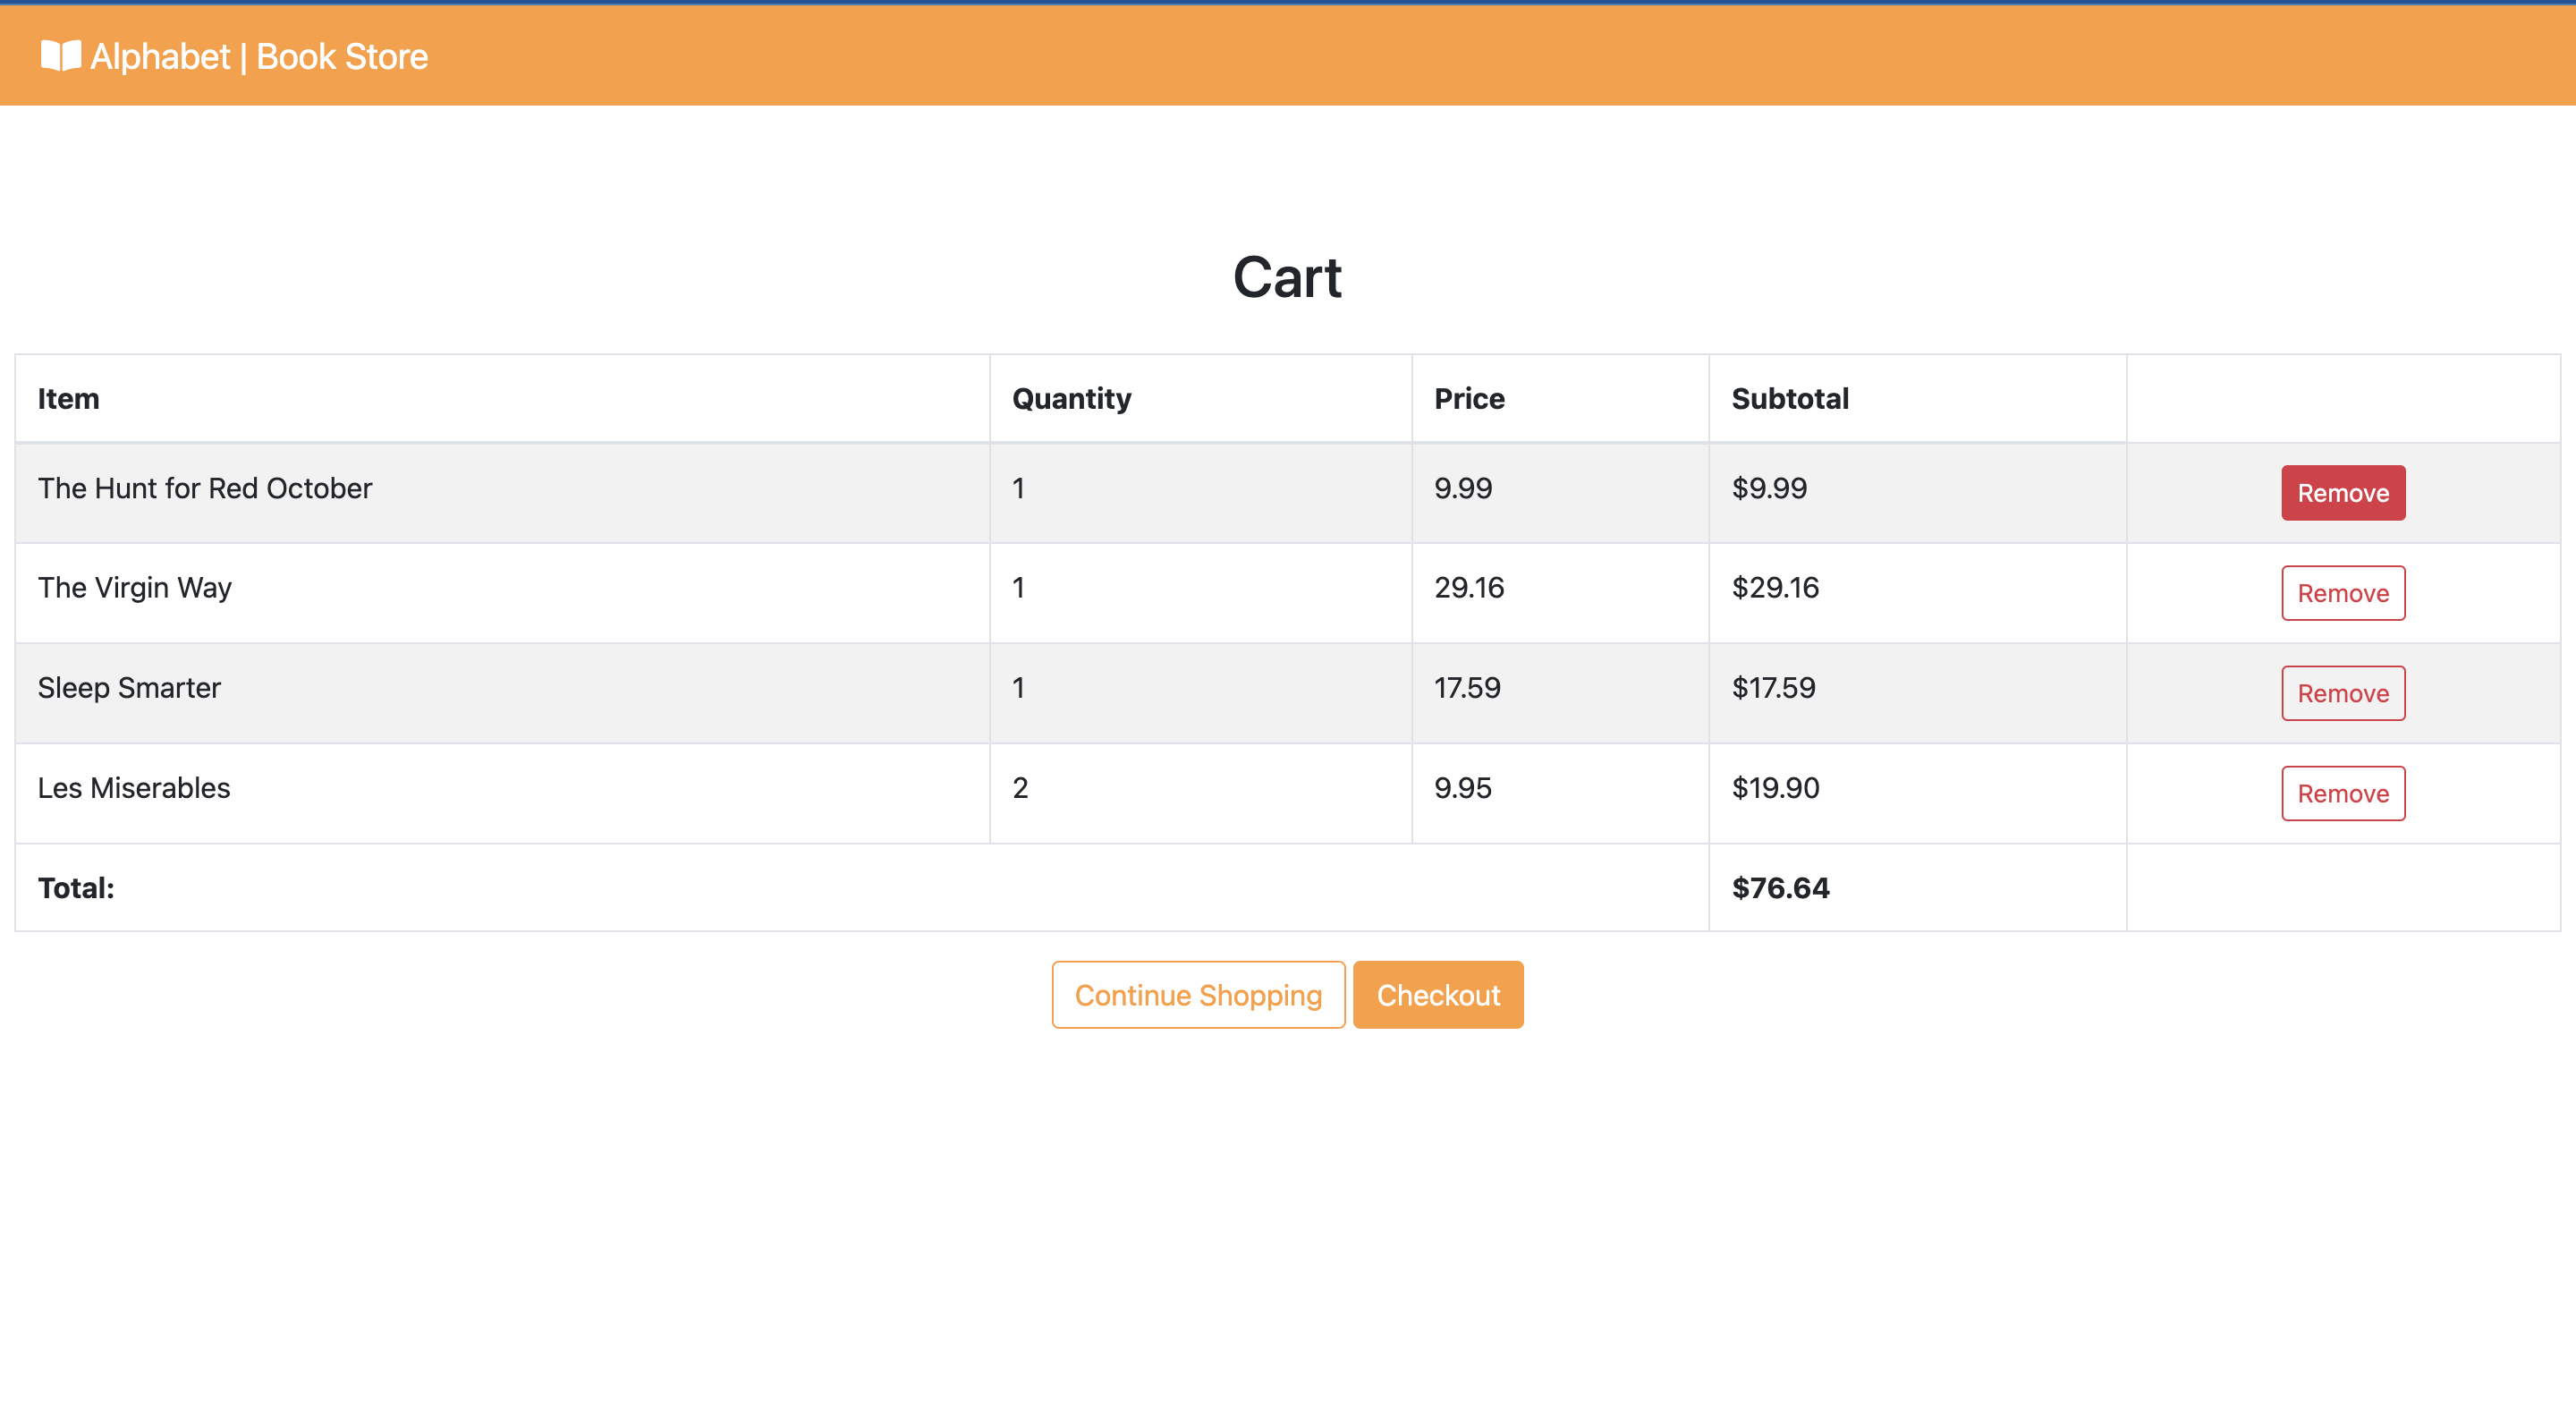 Alphabet | Book Store
Cart
Item Quantity Price Subtotal
The Hunt for Red October 1 9.99 $9.99 Remove
The Virgin Way 1 29.16 $29.16 Remove
Sleep Smarter 1 17.59 $17.59 Remove
Les Miserables 2 9.95 $19.90 Remove
Total: $76.64
Continue Shopping Checkout